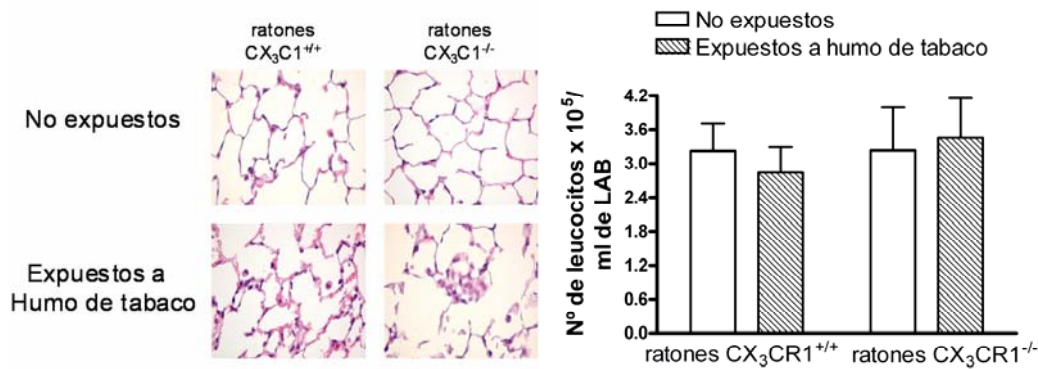 ratones
CX₃C1⁺/⁺
ratones
CX₃C1⁻/⁻
No expuestos
Expuestos a
Humo de tabaco
No expuestos
Expuestos a humo de tabaco
Nº de leucocitos x 10⁵/
ml de LAB
4.2
3.6
3.0
2.4
1.8
1.2
0.6
0.0
ratones CX₃CR1⁺/⁺
ratones CX₃CR1⁻/⁻